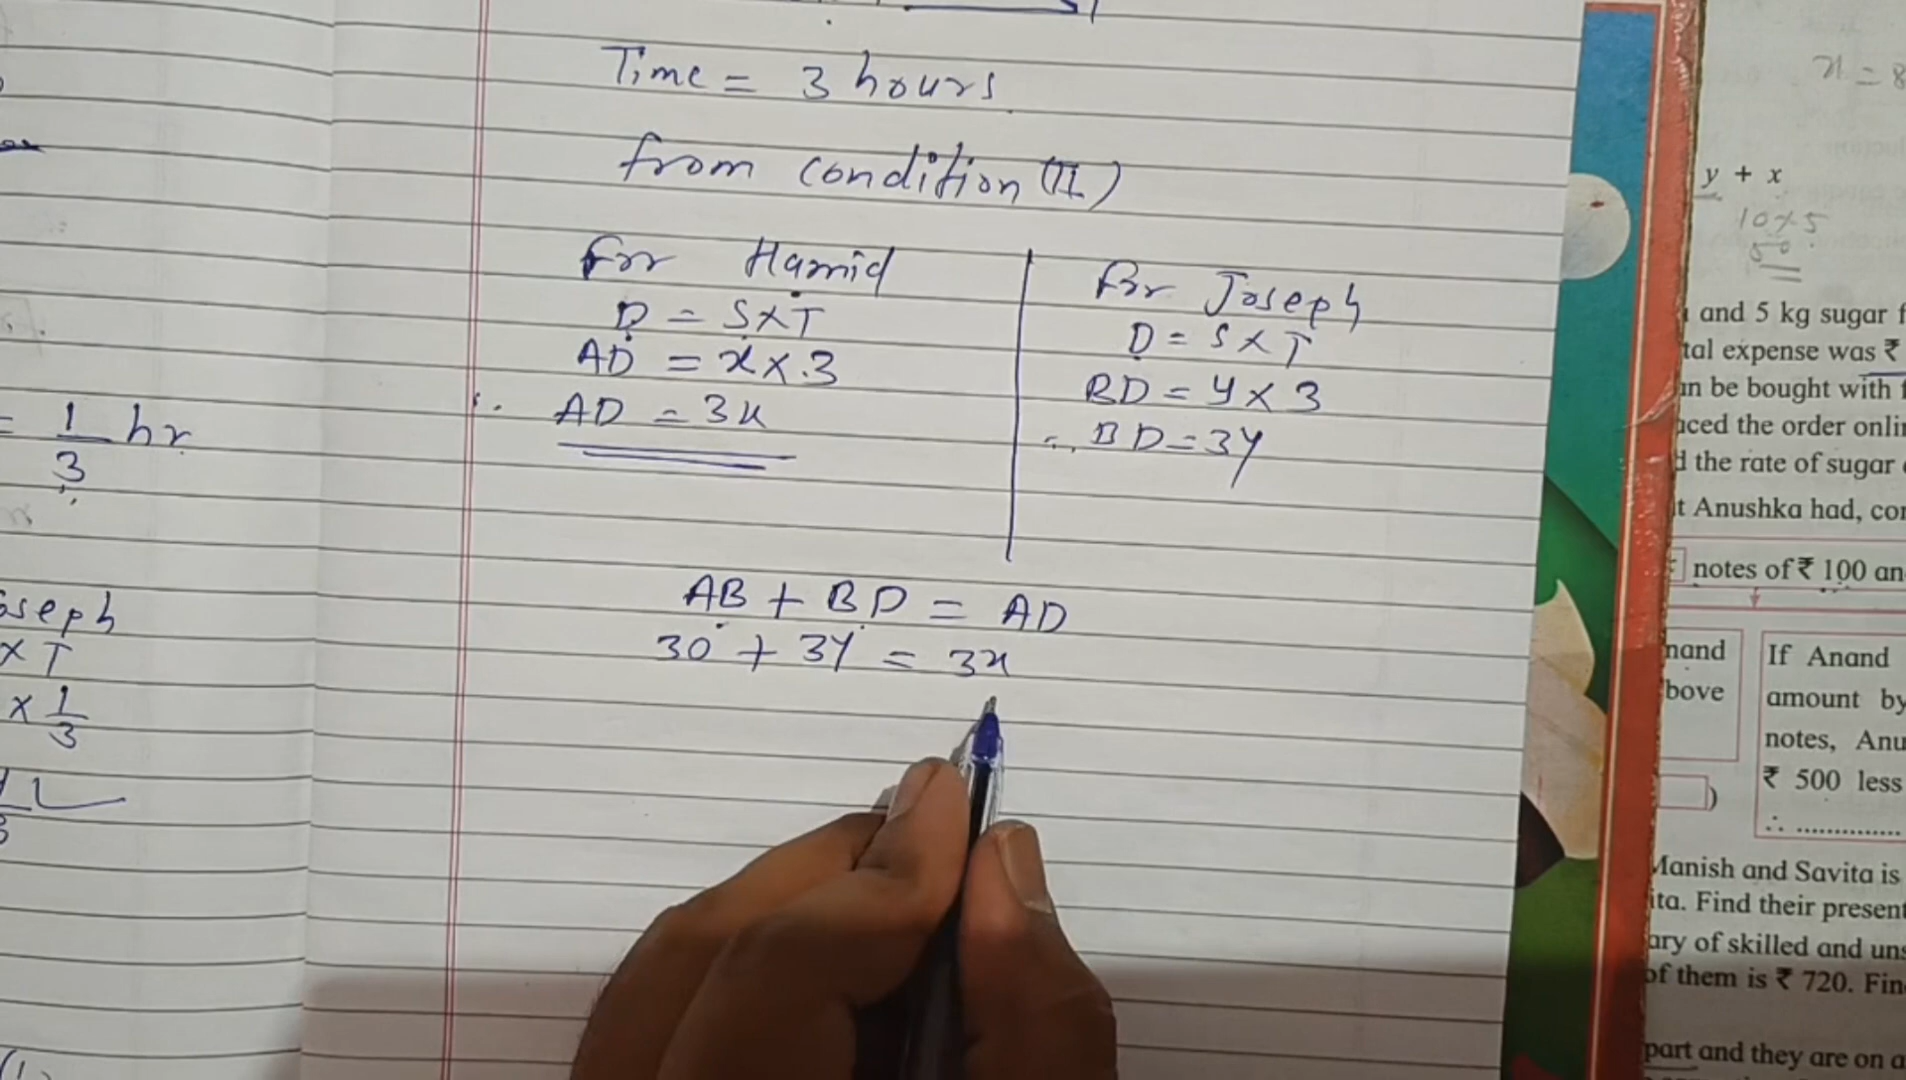 = 1/3 hr
oseph
× T
× 1/3
Time = 3 hours
from condition (II)
For Hamid
D = S×T
AD = x×3
∴ AD = 3x
For Joseph
D = S×T
BD = y×3
∴ BD = 3y
AB + BD = AD
30 + 3y = 3x
x = 8
y + x
10×5
50
and 5 kg sugar f
tal expense was ₹
an be bought with f
aced the order onlin
d the rate of sugar
t Anushka had, con
notes of ₹ 100 an
nand
bove
If Anand
amount by
notes, Anu
₹ 500 less
∴ ..............
)
Manish and Savita is
ita. Find their present
ary of skilled and uns
of them is ₹ 720. Fin
part and they are on a